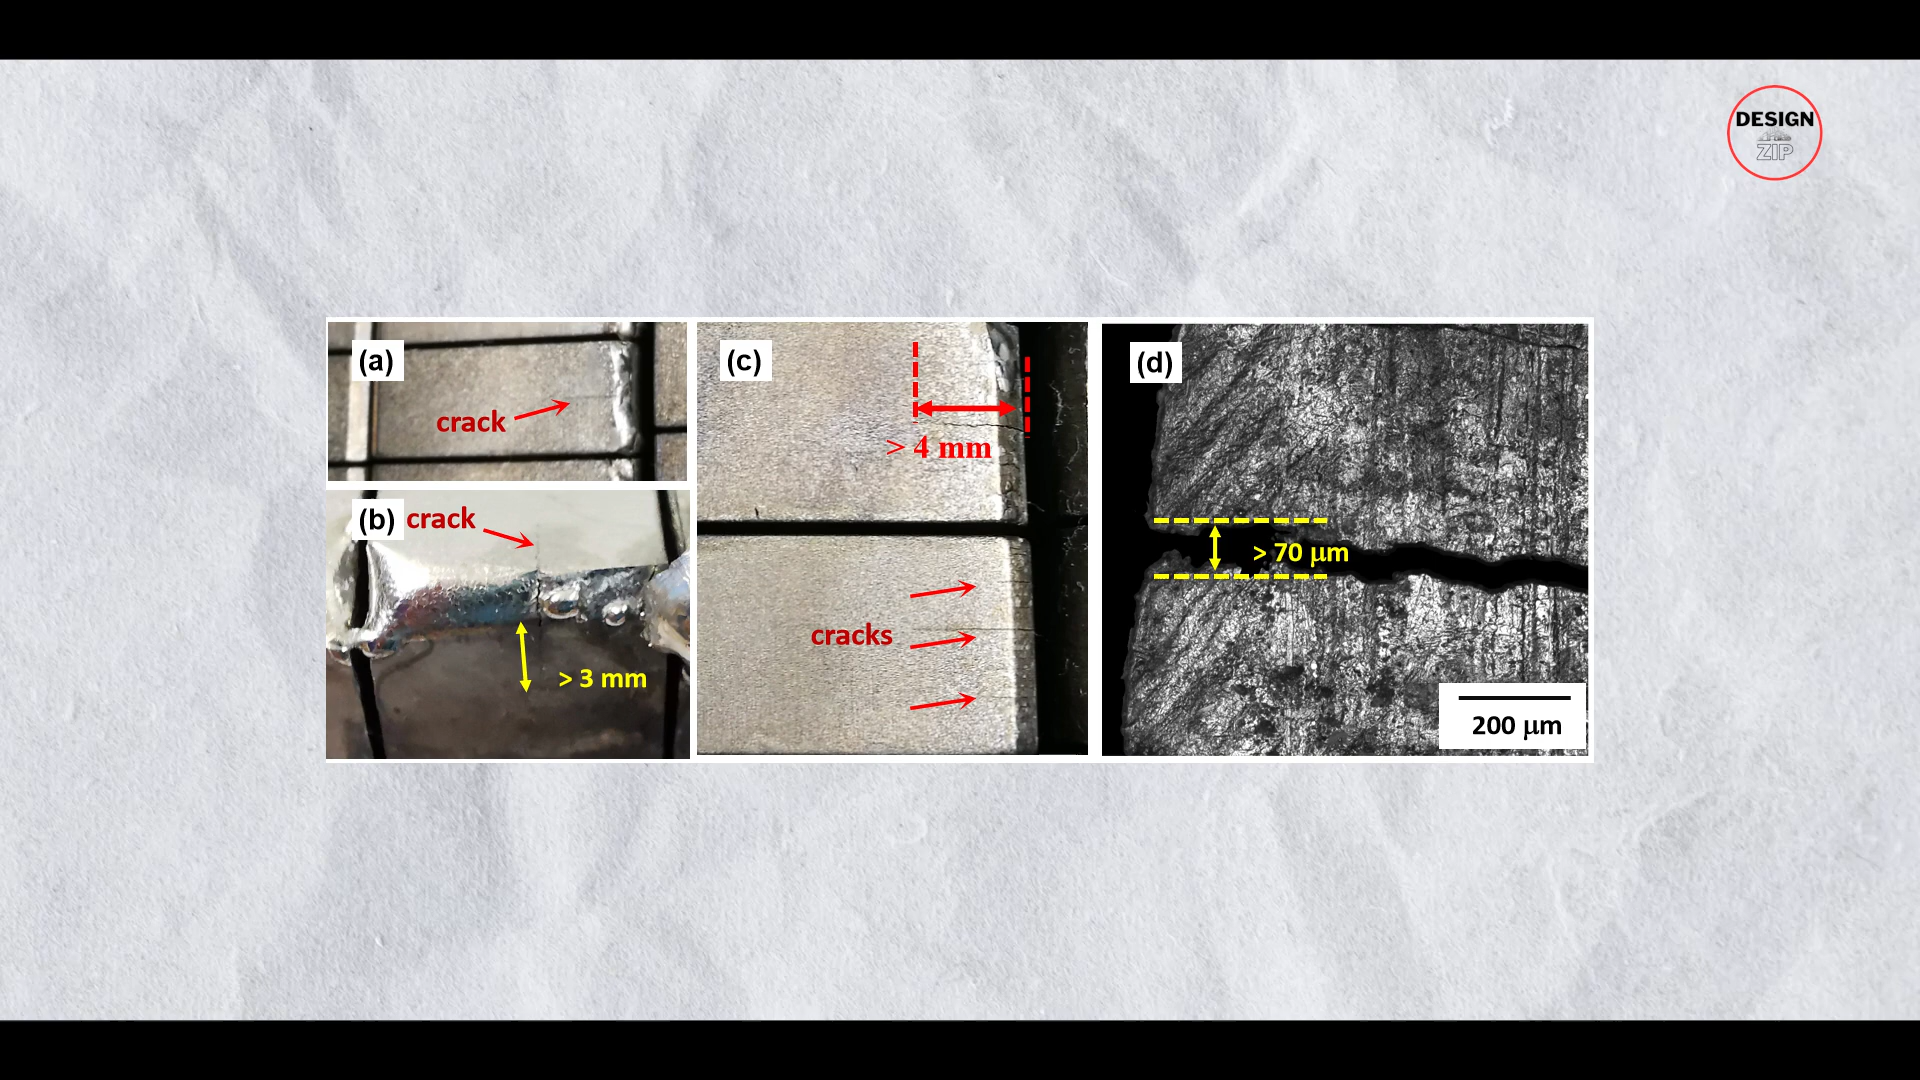 DESIGN
ZIP
(a)
crack
(b) crack
> 3 mm
(c)
> 4 mm
cracks
(d)
> 70 μm
200 μm